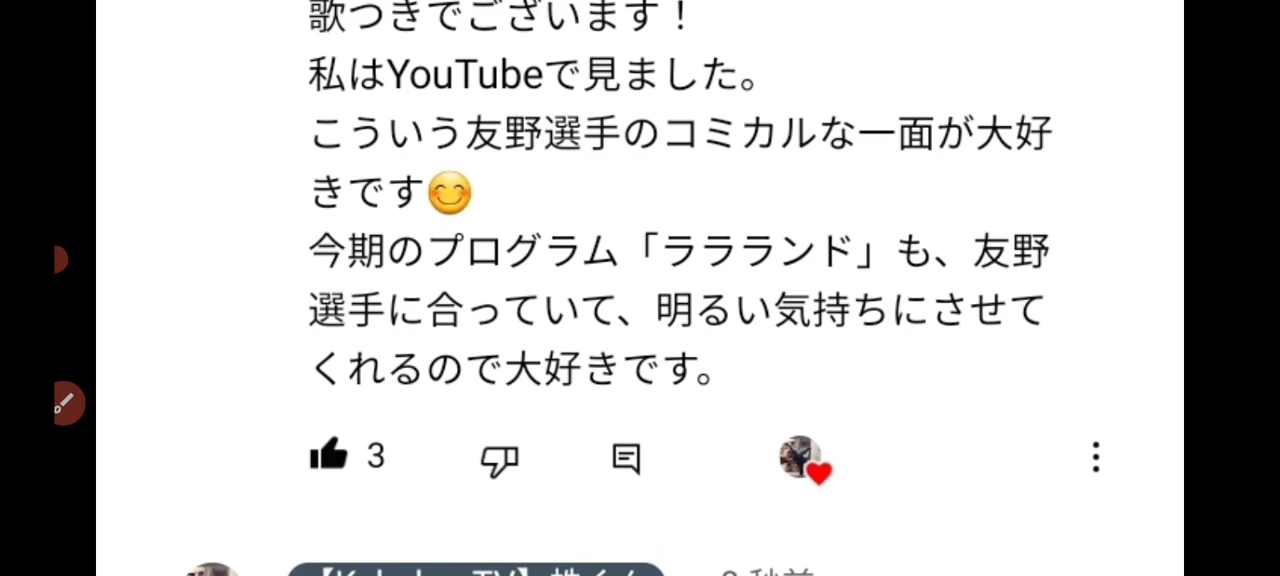 歌つきでございます！
私はYouTubeで見ました。
こういう友野選手のコミカルな一面が大好
きです😊
今期のプログラム「ララランド」も、友野
選手に合っていて、明るい気持ちにさせて
くれるので大好きです。
3